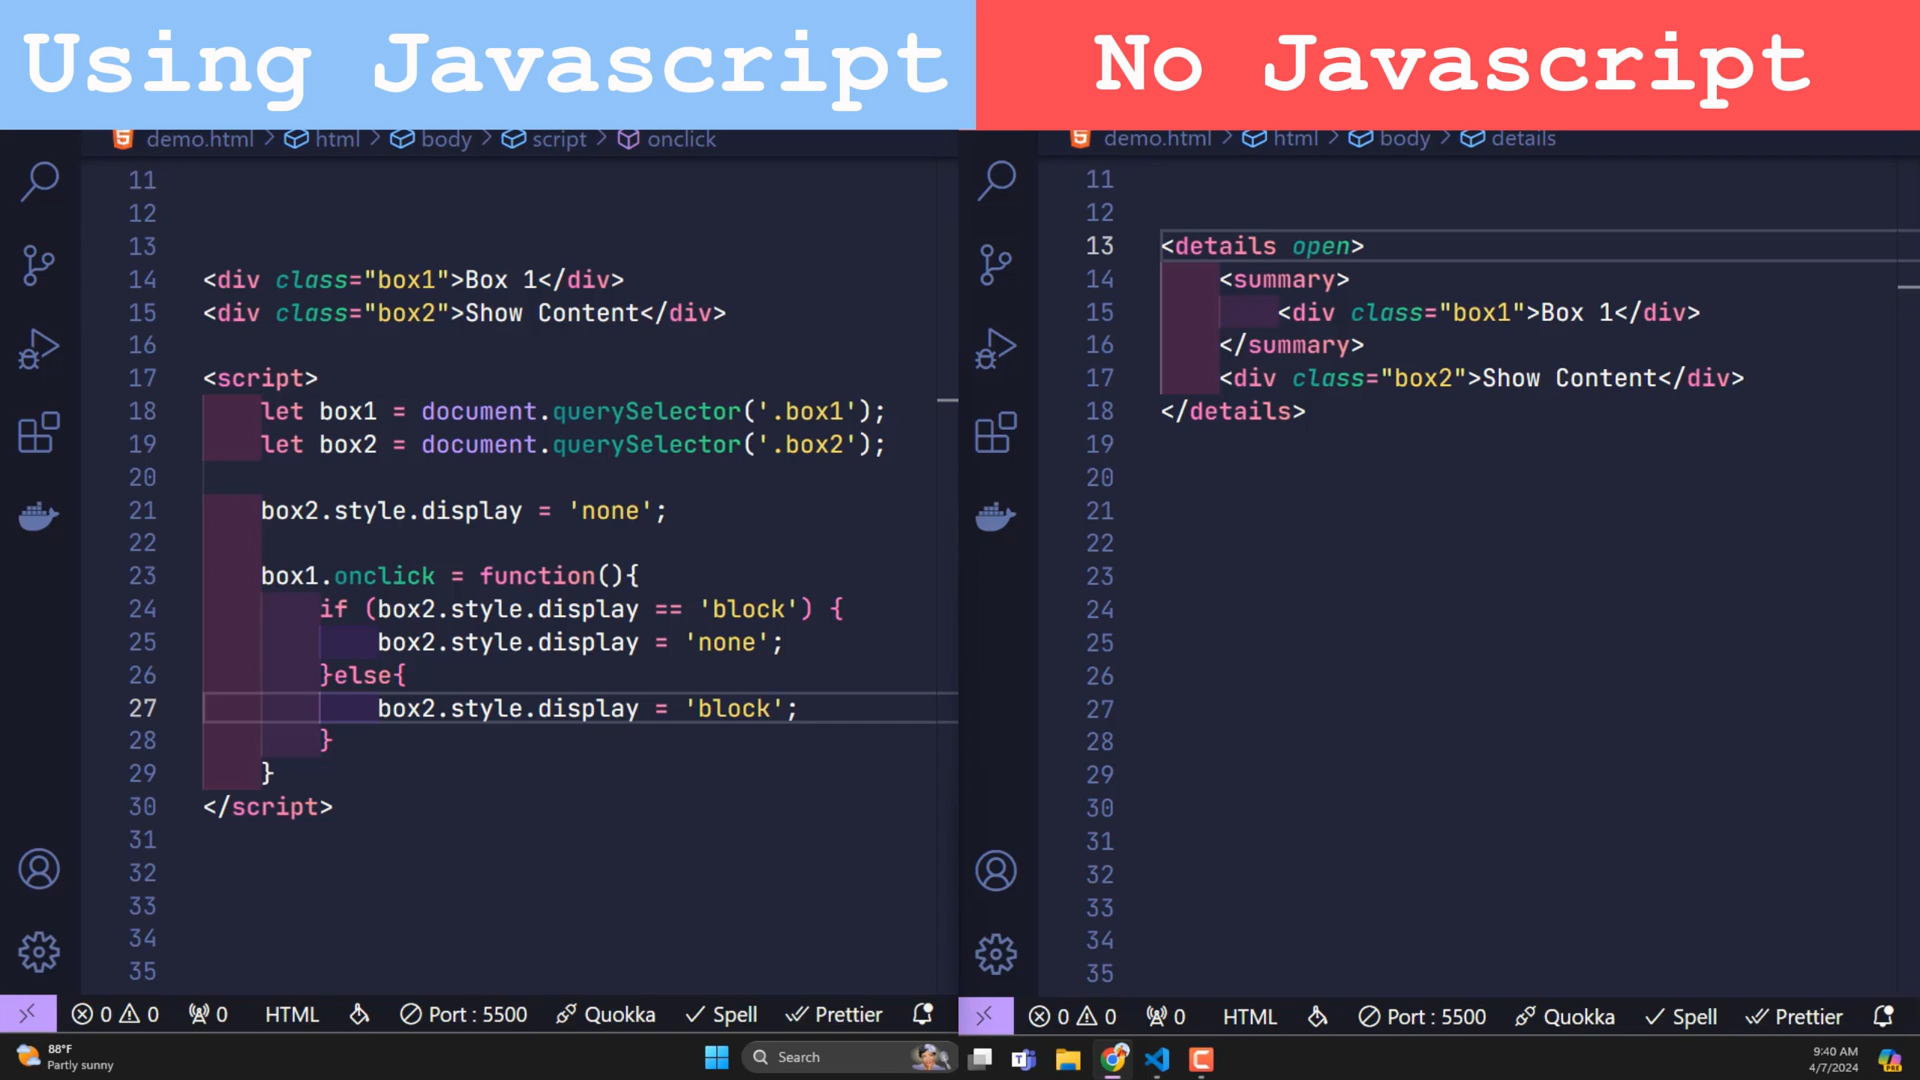 Using Javascript
No Javascript
demo.html > html > body > script > onclick
11
12
13
14 <div class="box1">Box 1</div>
15 <div class="box2">Show Content</div>
16
17 <script>
18 let box1 = document.querySelector('.box1');
19 let box2 = document.querySelector('.box2');
20
21 box2.style.display = 'none';
22
23 box1.onclick = function(){
24 if (box2.style.display == 'block') {
25 box2.style.display = 'none';
26 }else{
27 box2.style.display = 'block';
28 }
29 }
30 </script>
31
32
33
34
35
0 0 0 HTML Port : 5500 Quokka Spell Prettier
demo.html > html > body > details
11
12
13 <details open>
14 <summary>
15 <div class="box1">Box 1</div>
16 </summary>
17 <div class="box2">Show Content</div>
18 </details>
19
20
21
22
23
24
25
26
27
28
29
30
31
32
33
34
35
0 0 0 HTML Port : 5500 Quokka Spell Prettier
88°F
Partly sunny
Search
9:40 AM
4/7/2024